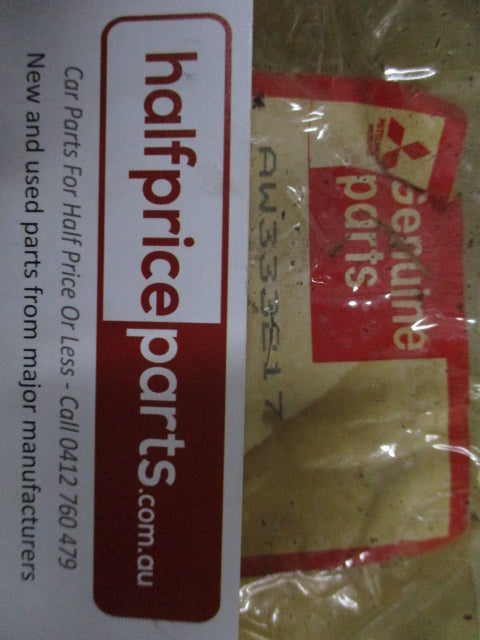 halfpriceparts.com.au
Car Parts For Half Price Or Less - Call 0412 760 479
New and used parts from major manufacturers
Genuine
parts
AW333617